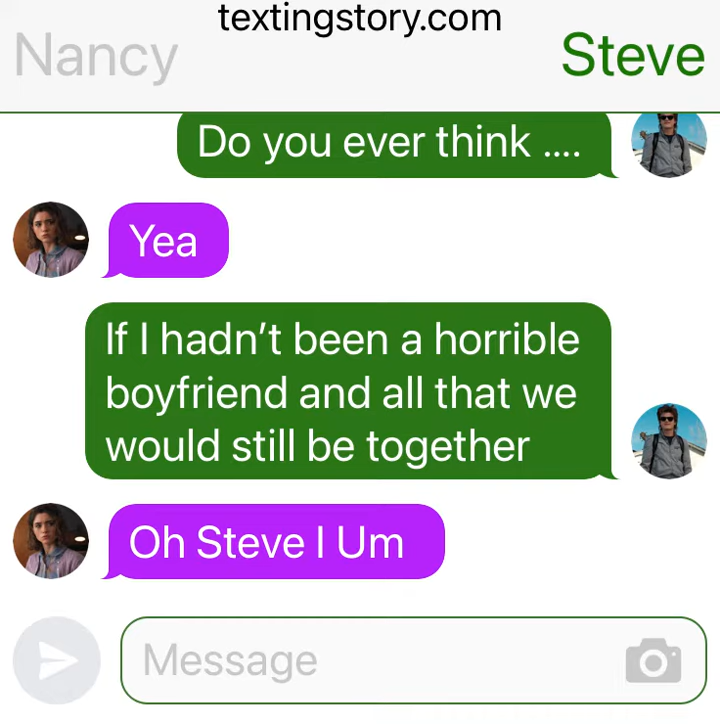 textingstory.com
Nancy
Steve
Do you ever think ....
Yea
If I hadn’t been a horrible
boyfriend and all that we
would still be together
Oh Steve I Um
Message